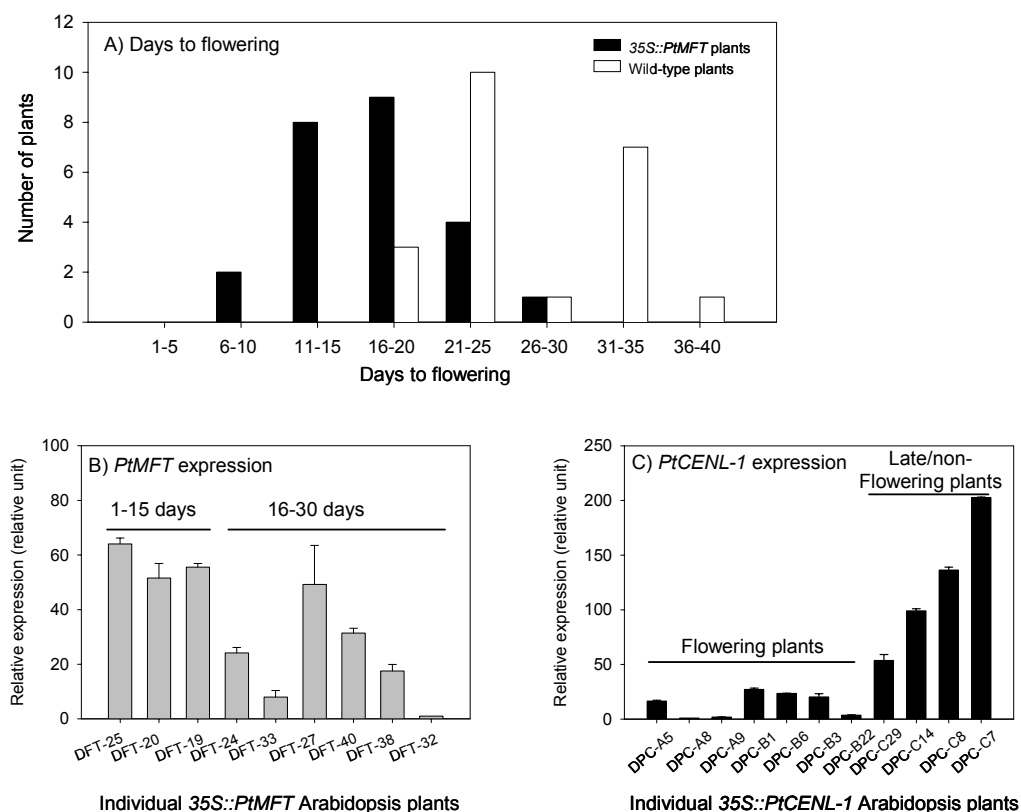 A) Days to flowering
35S::PtMFT plants
Wild-type plants
Number of plants
12
10
8
6
4
2
0
1-5 6-10 11-15 16-20 21-25 26-30 31-35 36-40
Days to flowering
B) PtMFT expression
1-15 days 16-30 days
Relative expression (relative unit)
100
80
60
40
20
0
DFT-25 DFT-20 DFT-19 DFT-24 DFT-33 DFT-27 DFT-40 DFT-38 DFT-32
Individual 35S::PtMFT Arabidopsis plants
C) PtCENL-1 expression
Late/non-
Flowering plants
Flowering plants
Relative expression (relative unit)
250
200
150
100
50
0
DPC-A5 DPC-A8 DPC-A9 DPC-B1 DPC-B6 DPC-B3 DPC-B22 DPC-C29 DPC-C14 DPC-C8 DPC-C7
Individual 35S::PtCENL-1 Arabidopsis plants